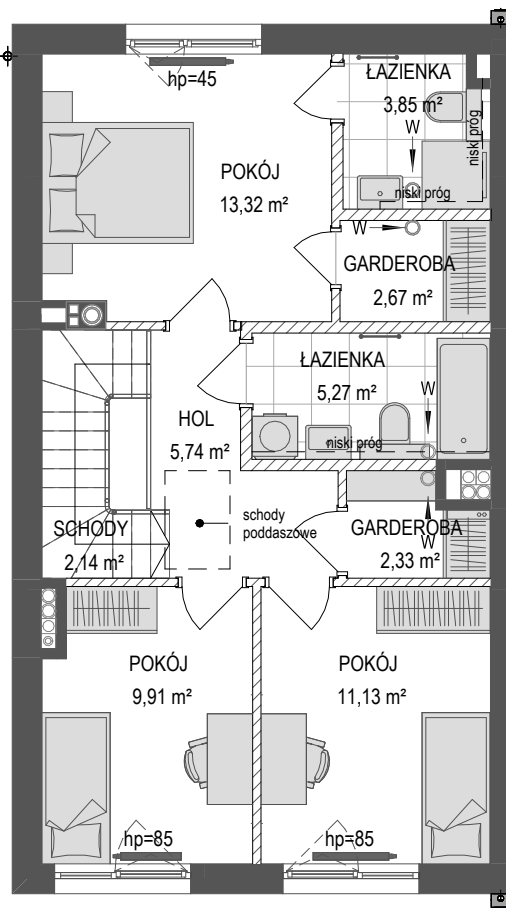 hp=45
ŁAZIENKA
3,85 m²
W
niski próg
niski próg
POKÓJ
13,32 m²
W
GARDEROBA
2,67 m²
ŁAZIENKA
5,27 m²
W
niski próg
HOL
5,74 m²
schody
poddaszowe
SCHODY
2,14 m²
GARDEROBA
W
2,33 m²
POKÓJ
9,91 m²
POKÓJ
11,13 m²
hp=85
hp=85